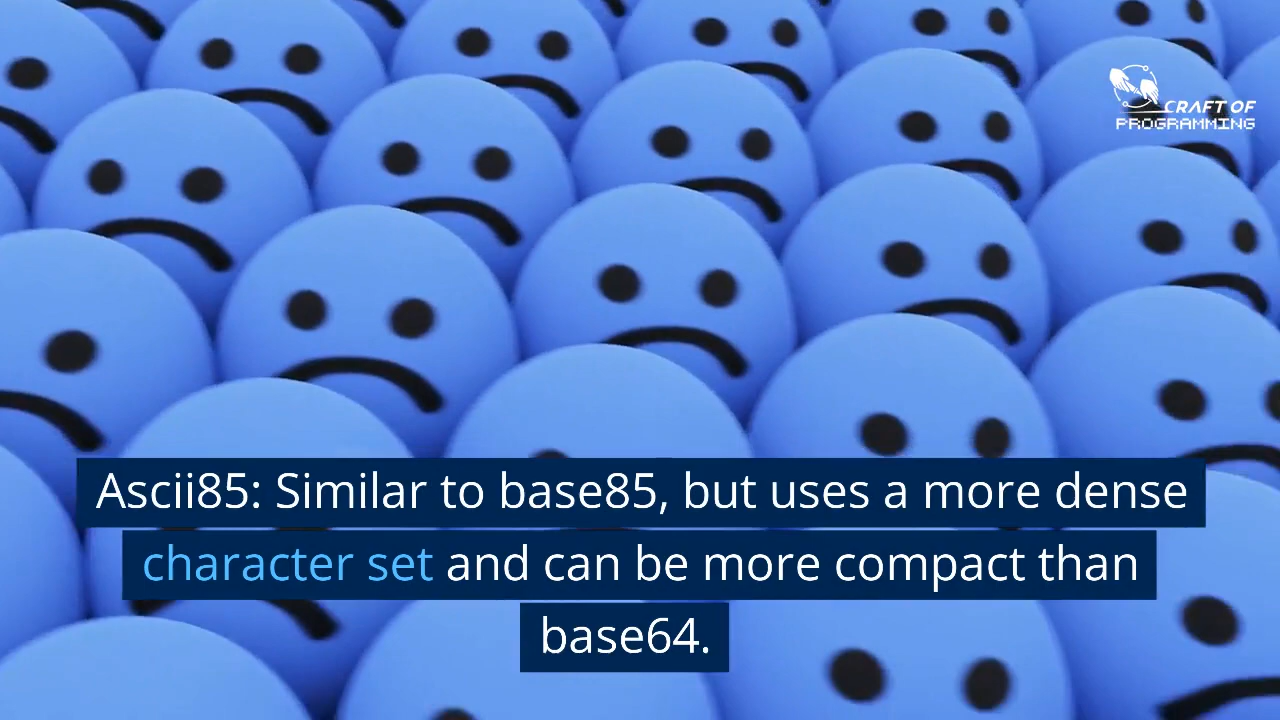 CRAFT OF
PROGRAMMING
Ascii85: Similar to base85, but uses a more dense
character set and can be more compact than
base64.